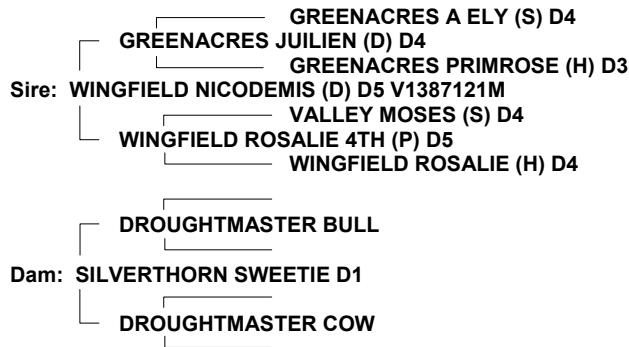 GREENACRES A ELY (S) D4
GREENACRES JUILIEN (D) D4
GREENACRES PRIMROSE (H) D3
Sire: WINGFIELD NICODEMIS (D) D5 V1387121M
VALLEY MOSES (S) D4
WINGFIELD ROSALIE 4TH (P) D5
WINGFIELD ROSALIE (H) D4
DROUGHTMASTER BULL
Dam: SILVERTHORN SWEETIE D1
DROUGHTMASTER COW